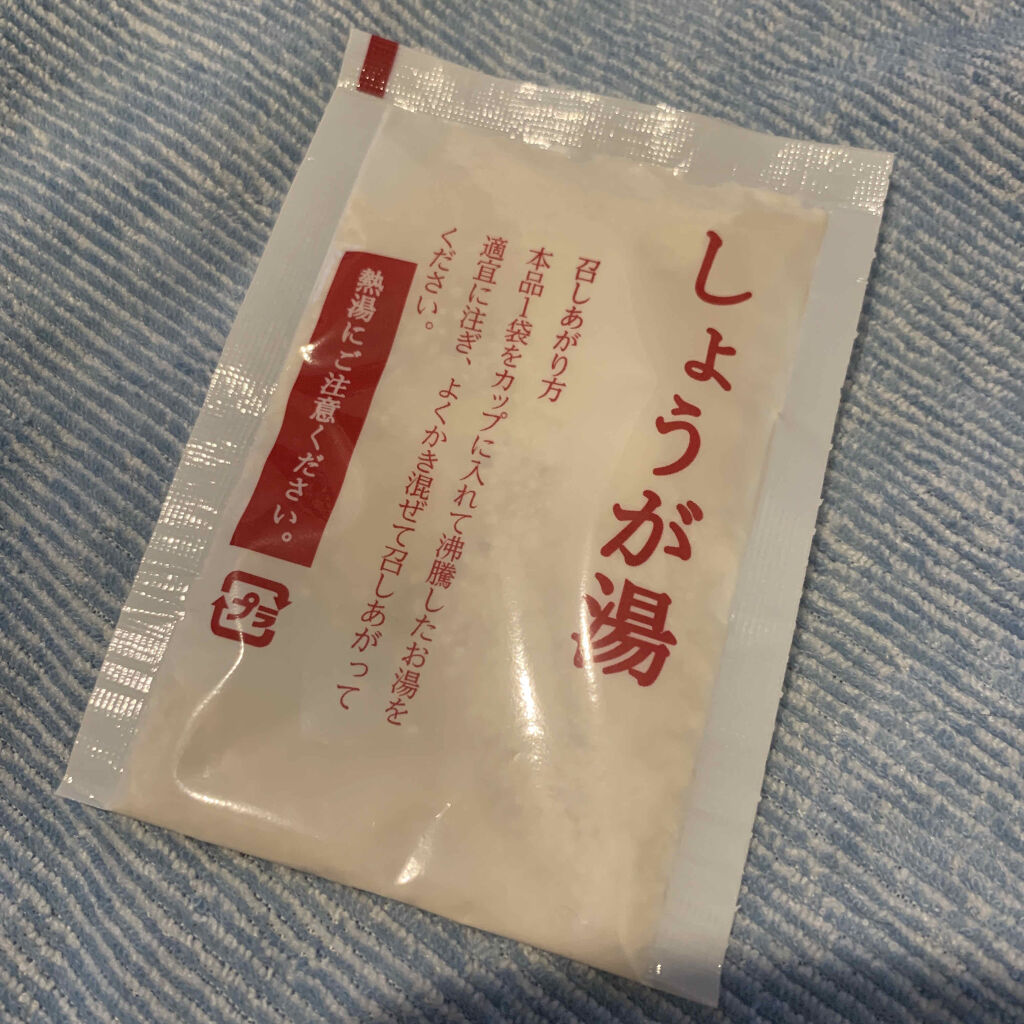 しょうが湯
召しあがり方
本品1袋をカップに入れて沸騰したお湯を
適宜に注ぎ、よくかき混ぜて召しあがって
ください。
熱湯にご注意ください。
プラ